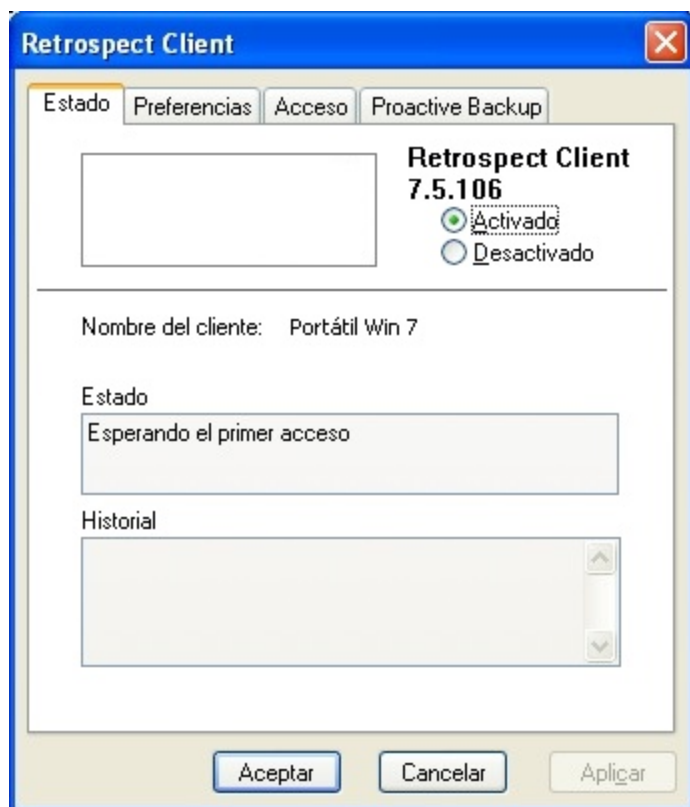 Retrospect Client
Estado Preferencias Acceso Proactive Backup
Retrospect Client
7.5.106
Activado
Desactivado
Nombre del cliente: Portátil Win 7
Estado
Esperando el primer acceso
Historial
Aceptar Cancelar Aplicar